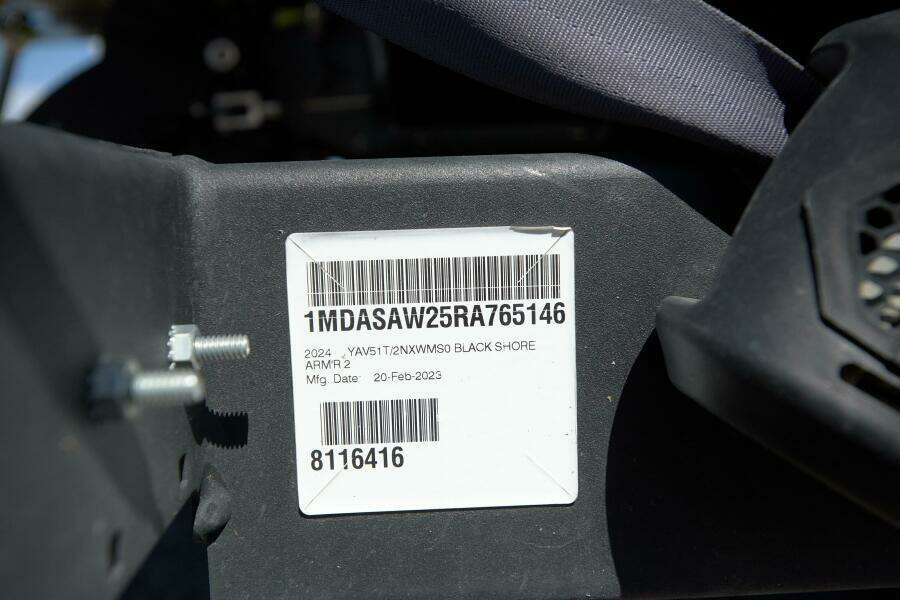 1MDASAW25RA765146
2024 YAV51T/2NXWMS0 BLACK SHORE
ARM'R 2
Mfg. Date: 20-Feb-2023
8116416